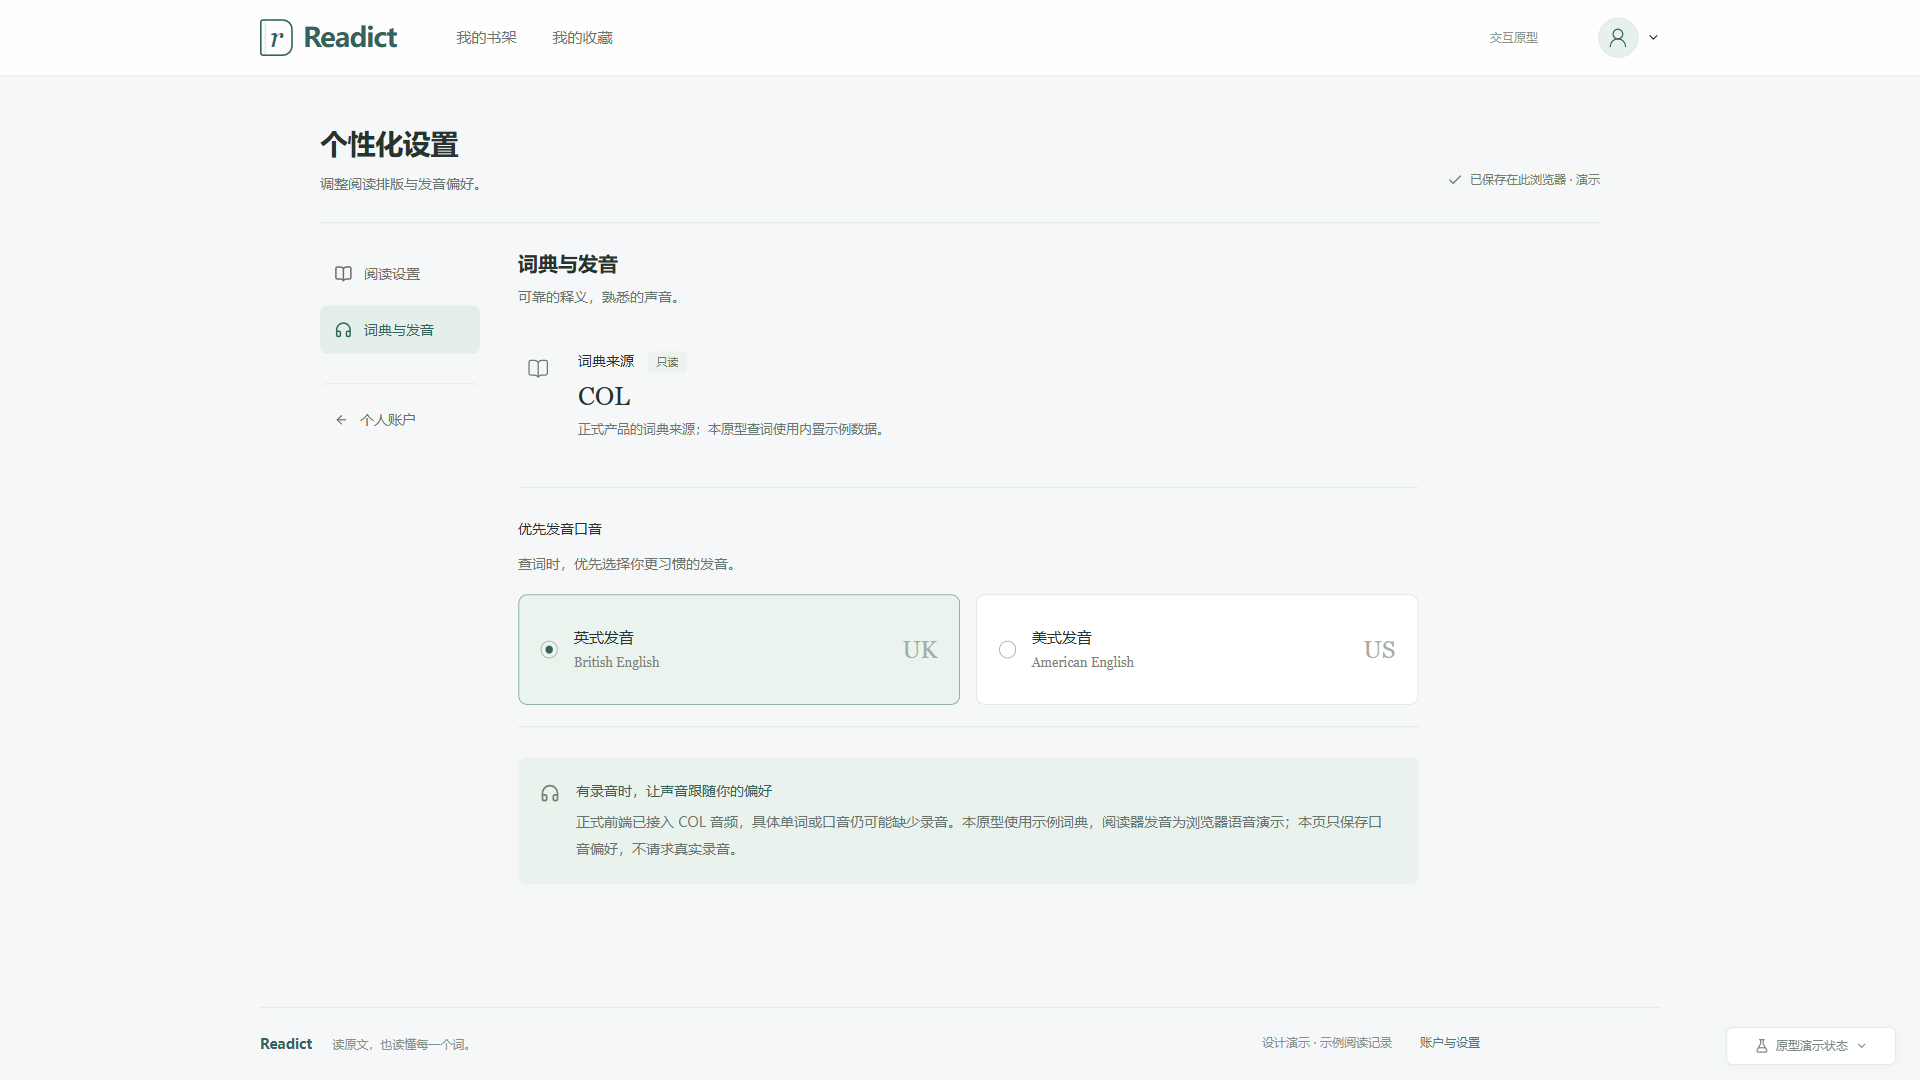 r Readict
我的书架
我的收藏
交互原型
个性化设置
调整阅读排版与发音偏好。
已保存在此浏览器 · 演示
阅读设置
词典与发音
个人账户
词典与发音
可靠的释义，熟悉的声音。
词典来源 只读
COL
正式产品的词典来源；本原型查词使用内置示例数据。
优先发音口音
查词时，优先选择你更习惯的发音。
英式发音
British English
UK
美式发音
American English
US
有录音时，让声音跟随你的偏好
正式前端已接入 COL 音频，具体单词或口音仍可能缺少录音。本原型使用示例词典，阅读器发音为浏览器语音演示；本页只保存口
音偏好，不请求真实录音。
Readict 读原文，也读懂每一个词。
设计演示 · 示例阅读记录
账户与设置
原型演示状态